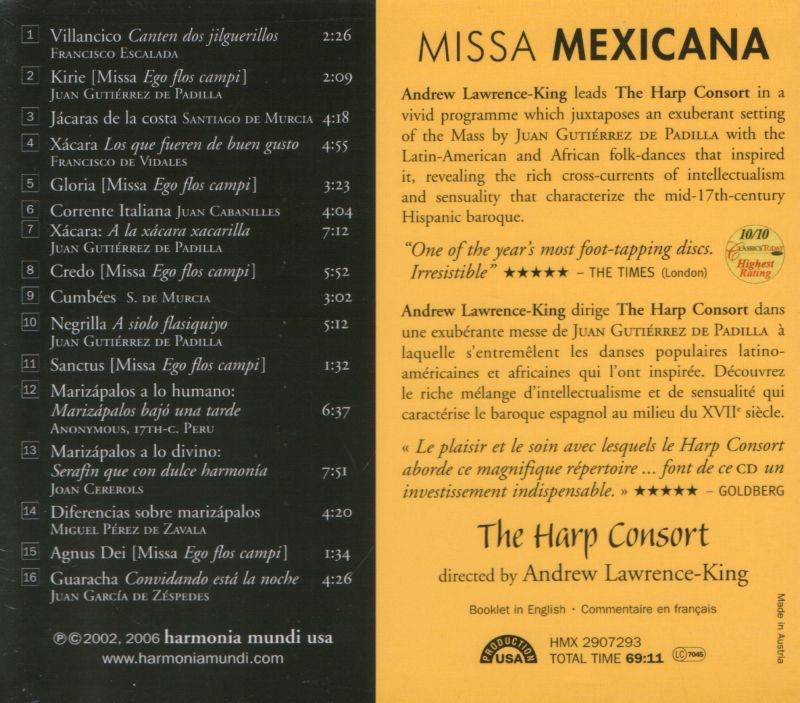 1 Villancico Canten dos jilguerillos 2:26
Francisco Escalada
2 Kirie [Missa Ego flos campi] 2:09
Juan Gutiérrez de Padilla
3 Jácaras de la costa Santiago de Murcia 4:18
4 Xácara Los que fueren de buen gusto 4:55
Francisco de Vidales
5 Gloria [Missa Ego flos campi] 3:23
6 Corrente Italiana Juan Cabanilles 4:04
7 Xácara: A la xácara xacarilla 7:12
Juan Gutiérrez de Padilla
8 Credo [Missa Ego flos campi] 5:52
9 Cumbées S. de Murcia 3:02
10 Negrilla A siolo flasiquiyo 5:12
Juan Gutiérrez de Padilla
11 Sanctus [Missa Ego flos campi] 1:32
12 Marizápalos a lo humano:
Marizápalos bajó una tarde 6:37
Anonymous, 17th-c. Peru
13 Marizápalos a lo divino:
Serafín que con dulce harmonía 7:51
Joan Cererols
14 Diferencias sobre marizápalos 4:20
Miguel Pérez de Zavala
15 Agnus Dei [Missa Ego flos campi] 1:34
16 Guaracha Convidando está la noche 4:26
Juan García de Zéspedes
℗©2002, 2006 harmonia mundi usa
www.harmoniamundi.com
MISSA MEXICANA
Andrew Lawrence-King leads The Harp Consort in a
vivid programme which juxtaposes an exuberant setting
of the Mass by Juan Gutiérrez de Padilla with the
Latin-American and African folk-dances that inspired
it, revealing the rich cross-currents of intellectualism
and sensuality that characterize the mid-17th-century
Hispanic baroque.
"One of the year's most foot-tapping discs.
Irresistible" ★★★★★ – THE TIMES (London)
10/10
ClassicsToday
Highest
Rating
Andrew Lawrence-King dirige The Harp Consort dans
une exubérante messe de Juan Gutiérrez de Padilla à
laquelle s'entremêlent les danses populaires latino-
américaines et africaines qui l'ont inspirée. Découvrez
le riche mélange d'intellectualisme et de sensualité qui
caractérise le baroque espagnol au milieu du XVIIe siècle.
« Le plaisir et le soin avec lesquels le Harp Consort
aborde ce magnifique répertoire ... font de ce CD un
investissement indispensable. » ★★★★★ – GOLDBERG
The Harp Consort
directed by Andrew Lawrence-King
Booklet in English · Commentaire en français
PRODUCTION
USA
HMX 2907293
TOTAL TIME 69:11
LC 7045
Made in Austria